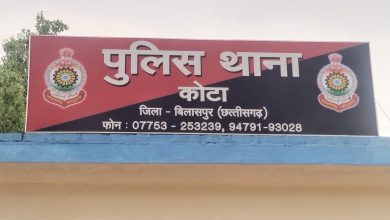 पुलिस थाना
कोटा
जिला - बिलासपुर (छत्तीसगढ़)
फोन : 07753 - 253239, 94791-93028